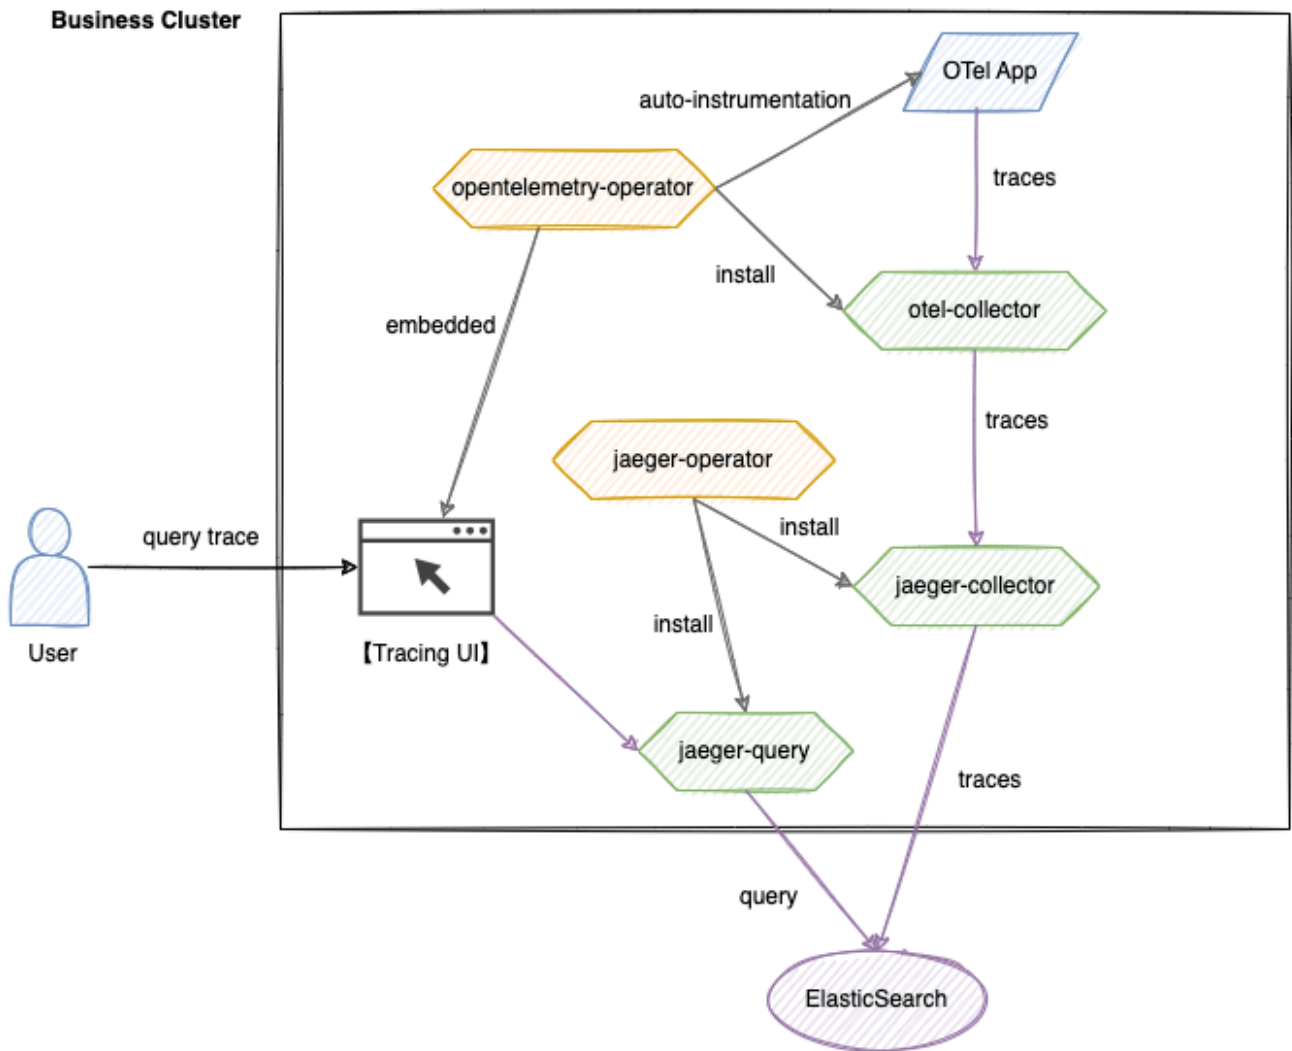 Business Cluster
OTel App
auto-instrumentation
opentelemetry-operator
traces
install
otel-collector
embedded
traces
jaeger-operator
install
query trace
jaeger-collector
install
User
【Tracing UI】
jaeger-query
traces
query
ElasticSearch